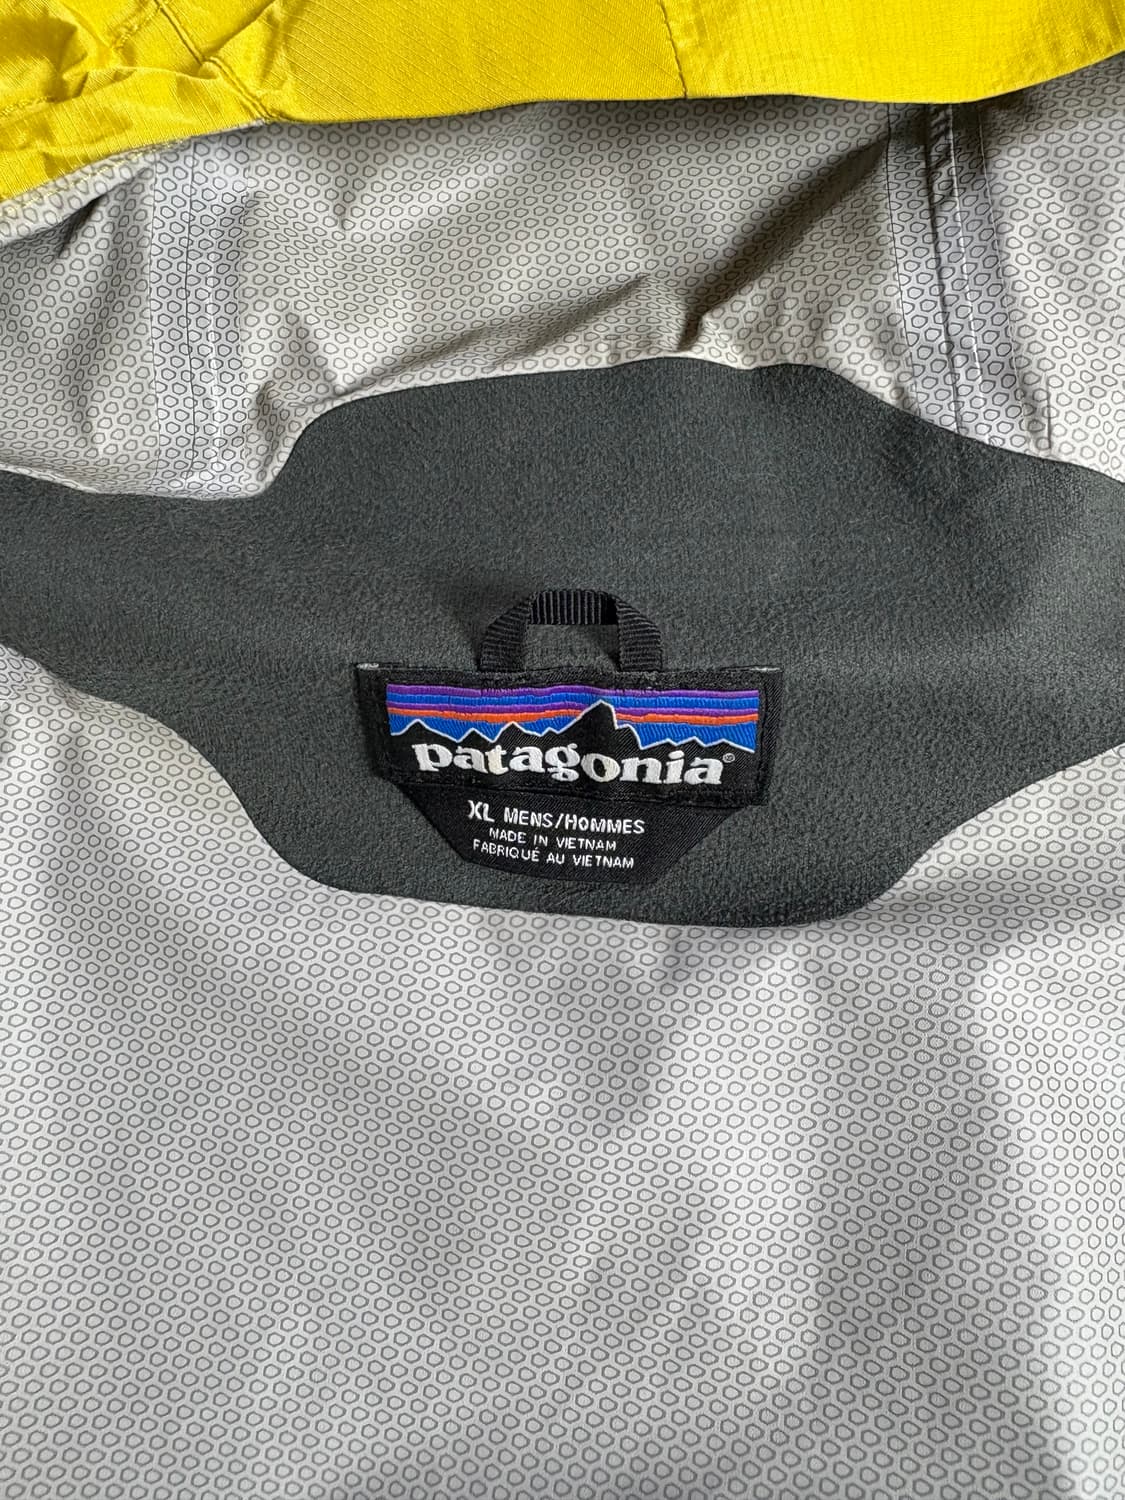 patagonia®
XL MENS/HOMMES
MADE IN VIETNAM
FABRIQUÉ AU VIETNAM